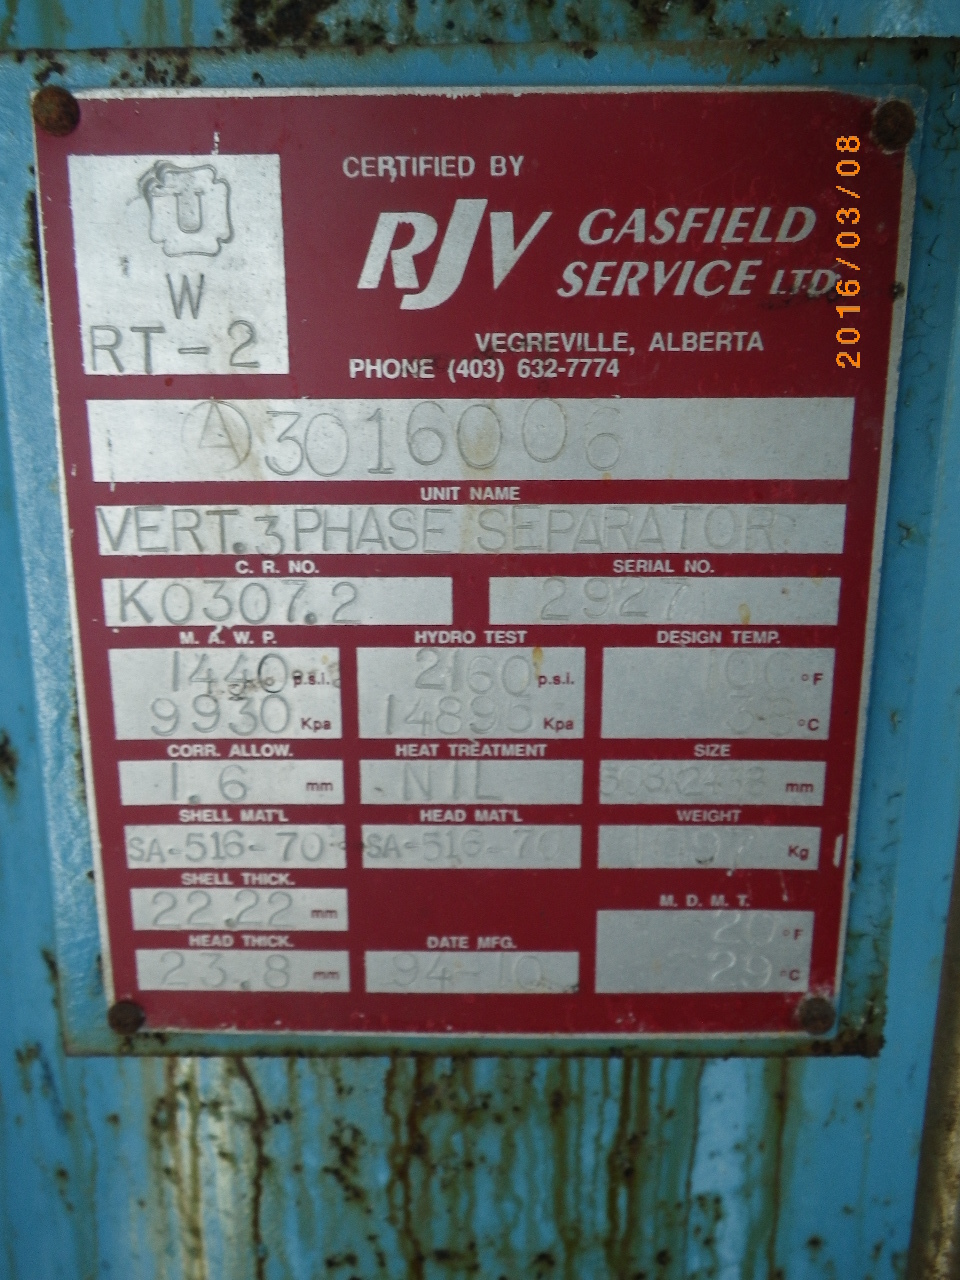 U
W
RT-2
CERTIFIED BY
RJV GASFIELD
SERVICE LTD.
VEGREVILLE, ALBERTA
PHONE (403) 632-7774
2016/03/08
A 3016006
UNIT NAME
VERT. 3 PHASE SEPARATOR
C. R. NO. SERIAL NO.
K0307.2 2927
M. A. W. P. HYDRO TEST DESIGN TEMP.
1440 p.s.i. 2160 p.s.i. 100 °F
9930 Kpa 14895 Kpa 38 °C
CORR. ALLOW. HEAT TREATMENT SIZE
1.6 mm NIL mm
SHELL MAT'L HEAD MAT'L WEIGHT
SA-516-70 SA-516-70 Kg
SHELL THICK.
22.22 mm M. D. M. T.
20 °F
HEAD THICK. DATE MFG.
23.8 mm 94-10 29 °C